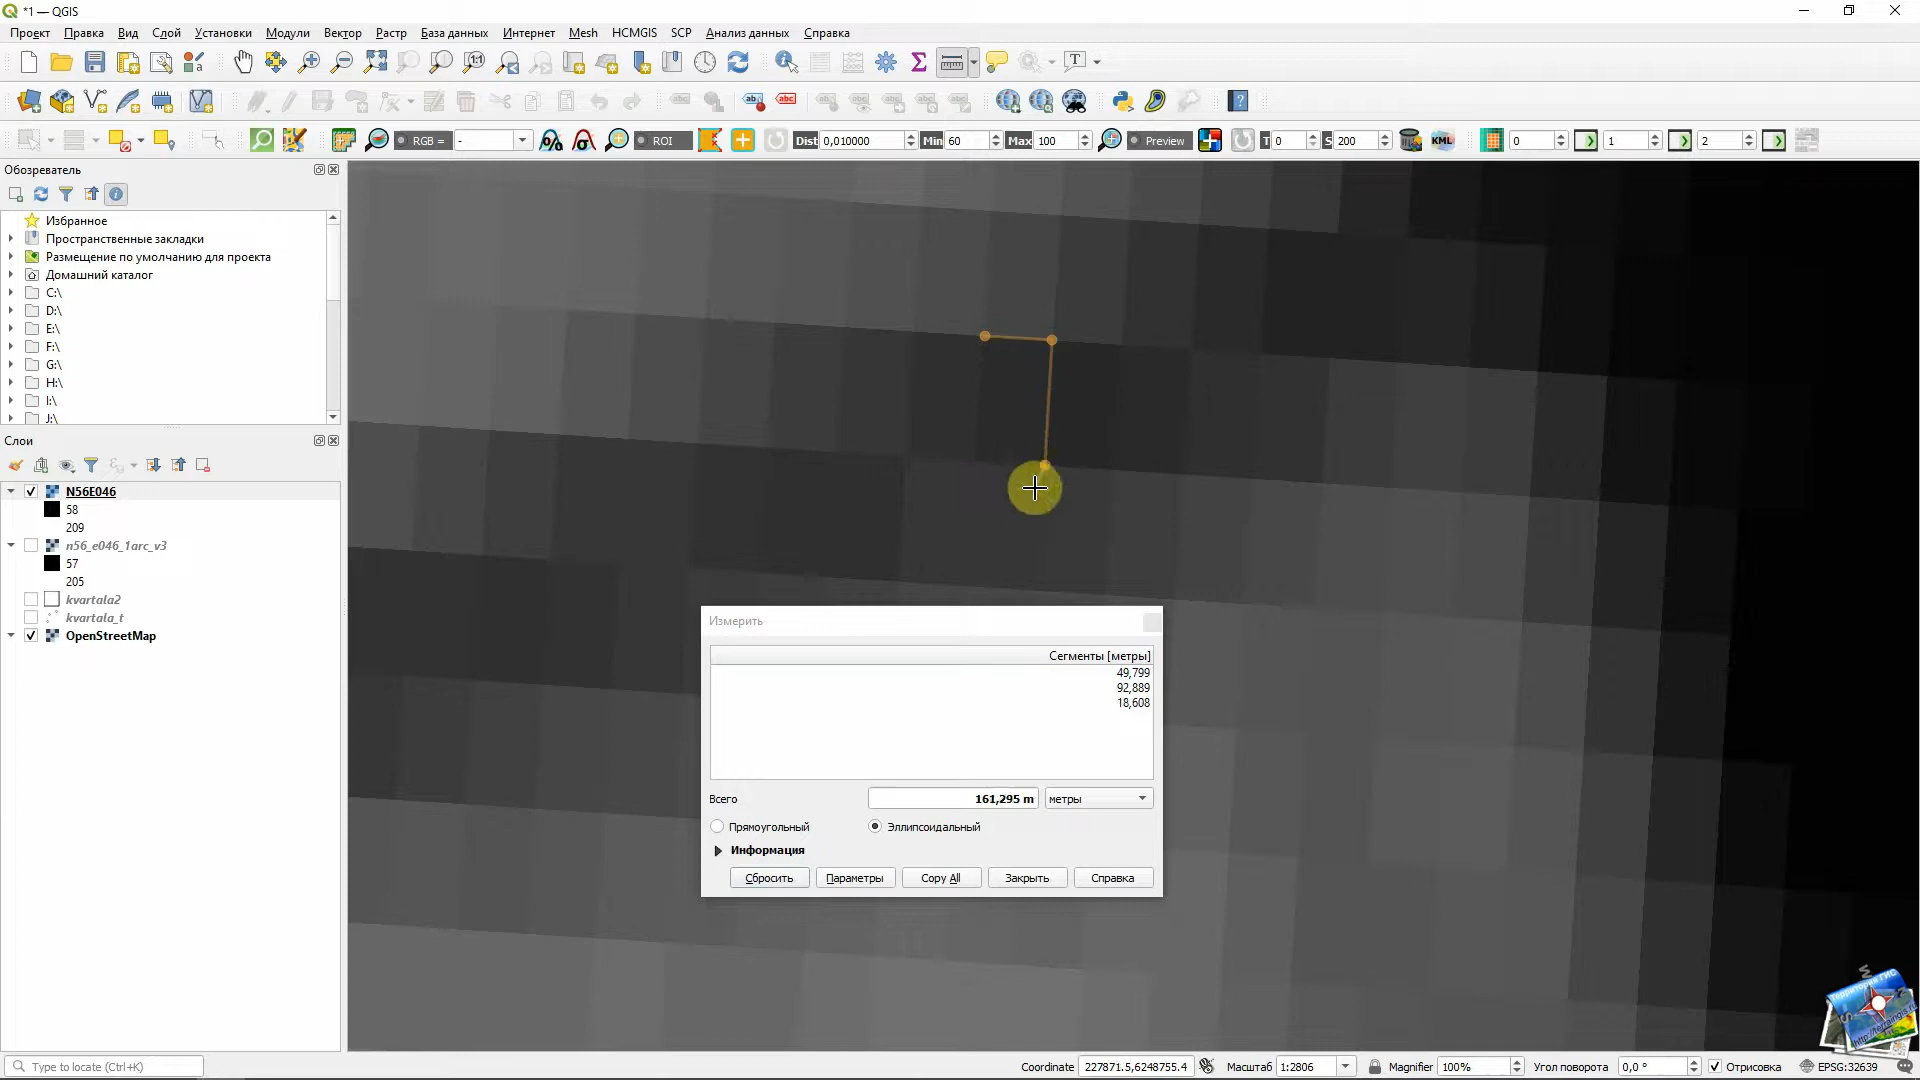 *1 — QGIS
Проект Правка Вид Слой Установки Модули Вектор Растр База данных Интернет Mesh HCMGIS SCP Анализ данных Справка
RGB = - ROI Dist 0,010000 Min 60 Max 100 Preview T 0 S 200 KML 0 1 2
Обозреватель
Избранное
Пространственные закладки
Размещение по умолчанию для проекта
Домашний каталог
C:\
D:\
E:\
F:\
G:\
H:\
I:\
J:\
Слои
N56E046
58
209
n56_e046_1arc_v3
57
205
kvartala2
kvartala_t
OpenStreetMap
Измерить
Сегменты [метры]
49,799
92,889
18,608
Всего 161,295 m метры
Прямоугольный Эллипсоидальный
Информация
Сбросить Параметры Copy All Закрыть Справка
Type to locate (Ctrl+K) Coordinate 227871.5,6248755.4 Масштаб 1:2806 Magnifier 100% Угол поворота 0,0 ° Отрисовка EPSG:32639